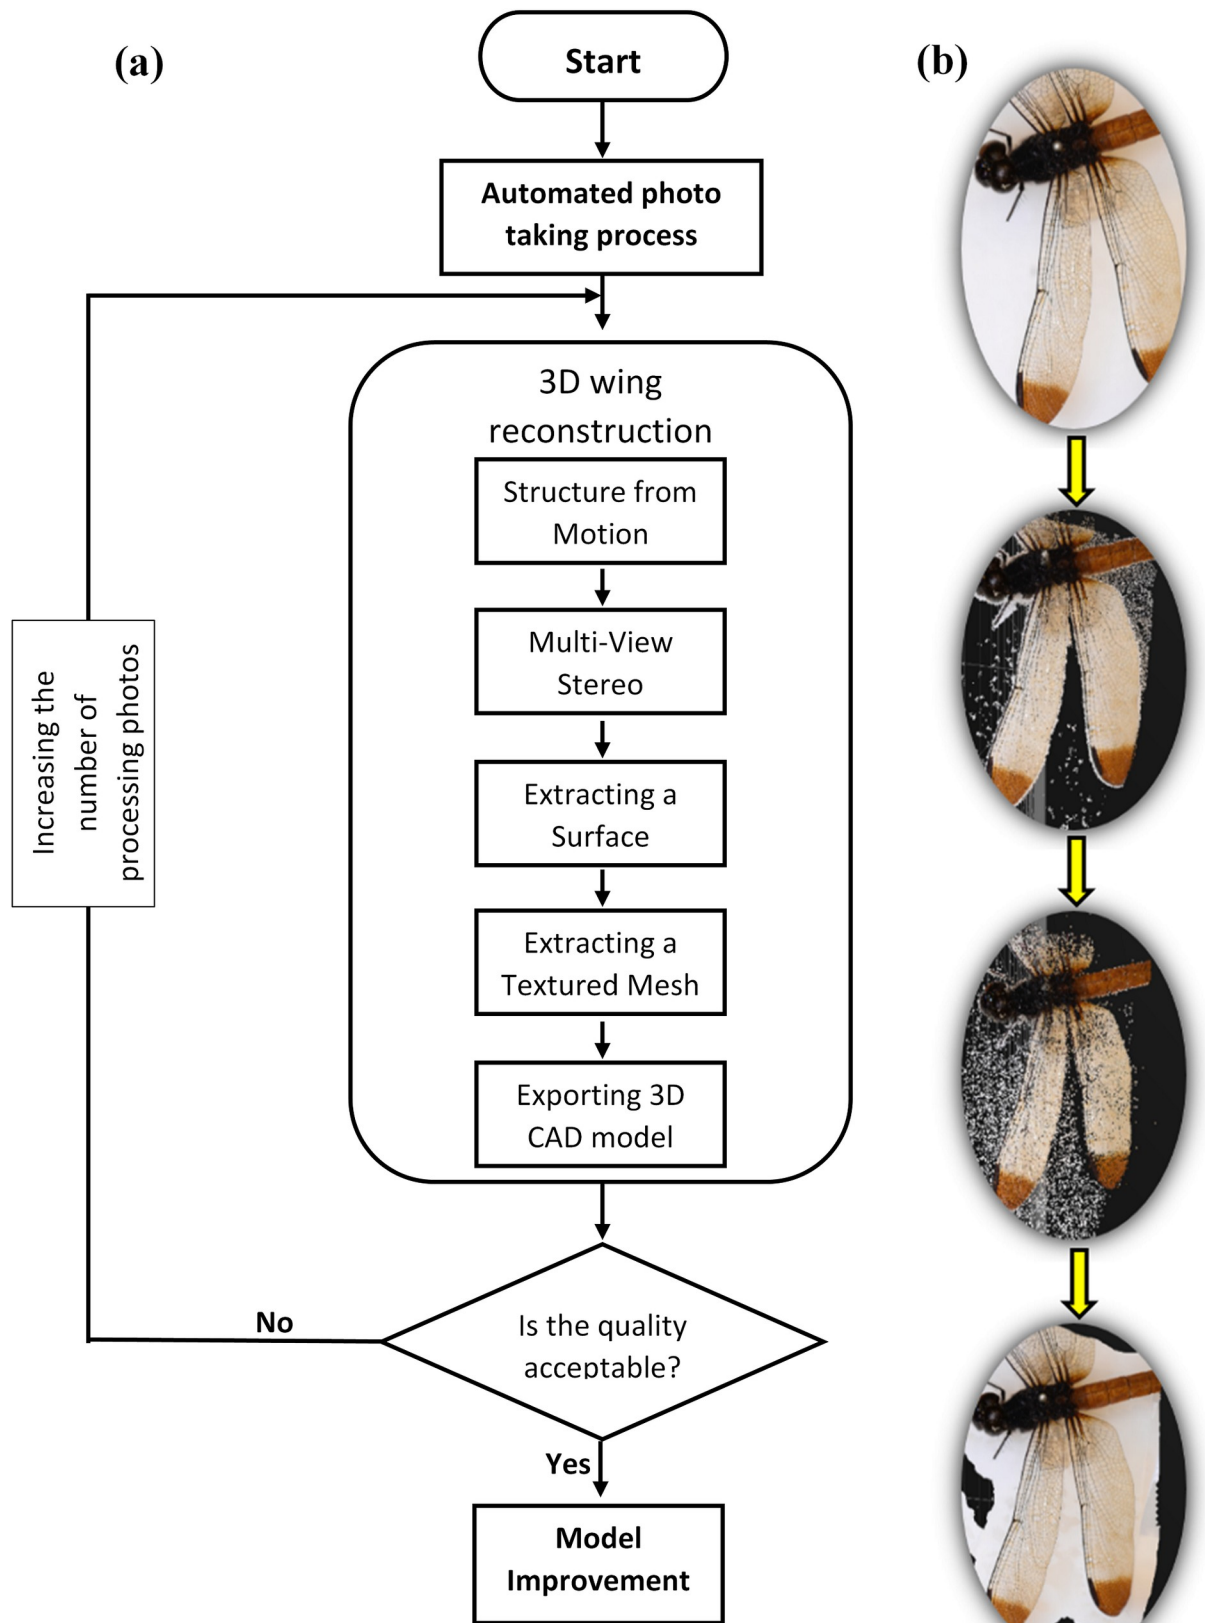 (a)
Start
(b)
Automated photo
taking process
3D wing
reconstruction
Structure from
Motion
Multi-View
Stereo
Extracting a
Surface
Extracting a
Textured Mesh
Exporting 3D
CAD model
Increasing the
number of
processing photos
No
Is the quality
acceptable?
Yes
Model
Improvement